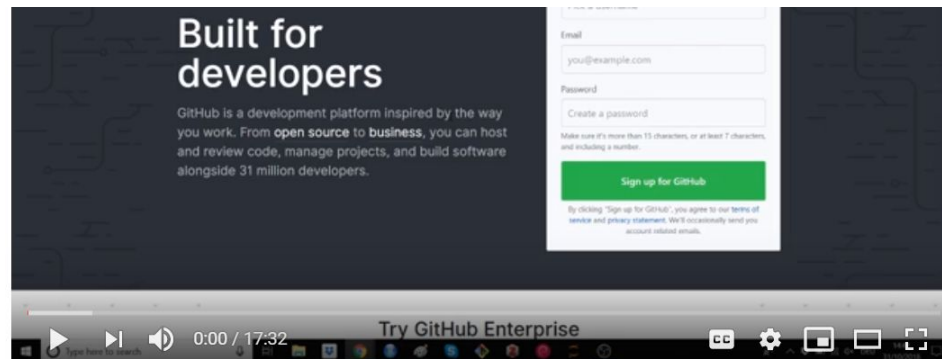 Built for
developers
GitHub is a development platform inspired by the way
you work. From open source to business, you can host
and review code, manage projects, and build software
alongside 31 million developers.
Email
you@example.com
Password
Create a password
Make sure it's more than 15 characters, or at least 7 characters,
and including a number.
Sign up for GitHub
By clicking "Sign up for GitHub", you agree to our terms of
service and privacy statement. We'll occasionally send you
account related emails.
Try GitHub Enterprise
0:00 / 17:32
CC
Type here to search